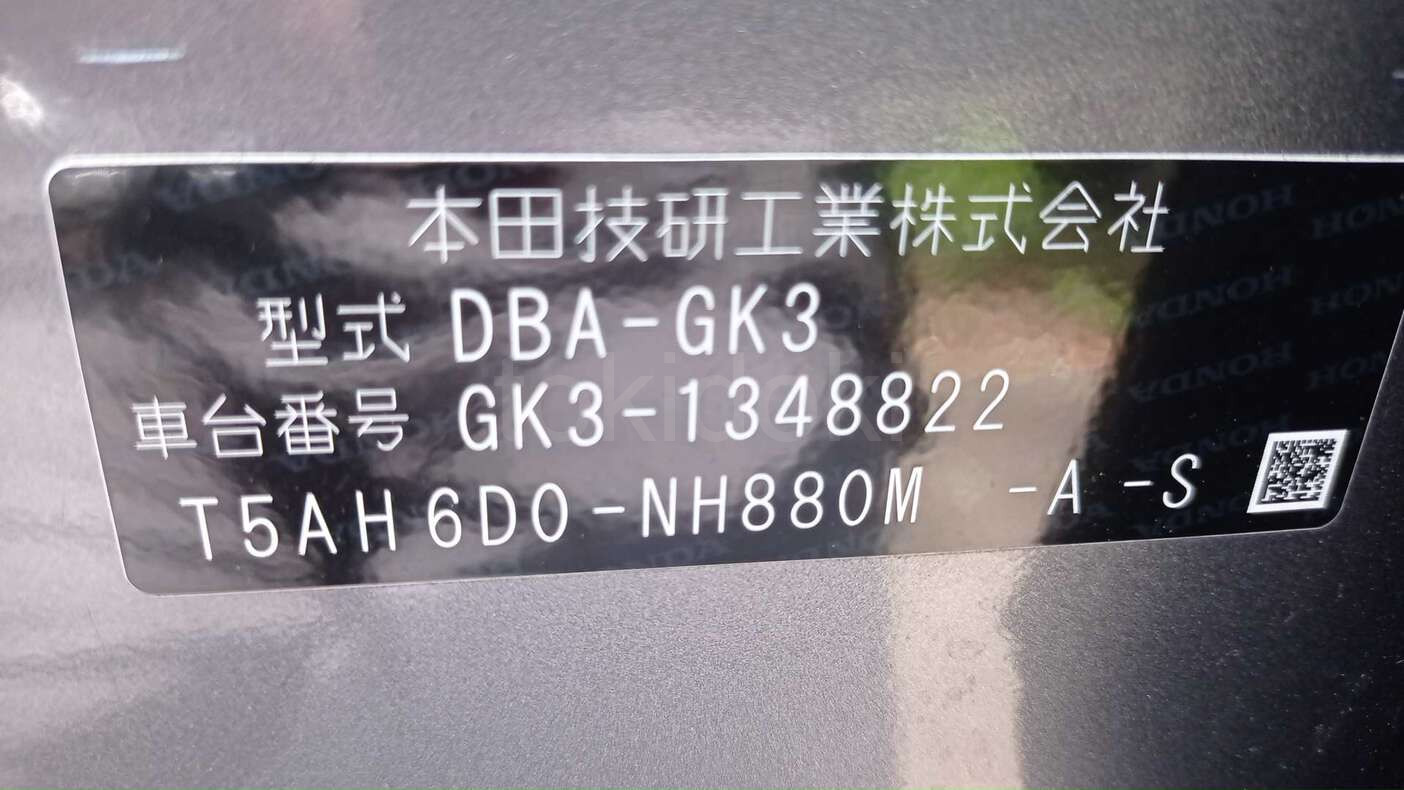 本田技研工業株式会社
型式 DBA-GK3
車台番号 GK3-1348822
T5AH6D0-NH880M -A -S